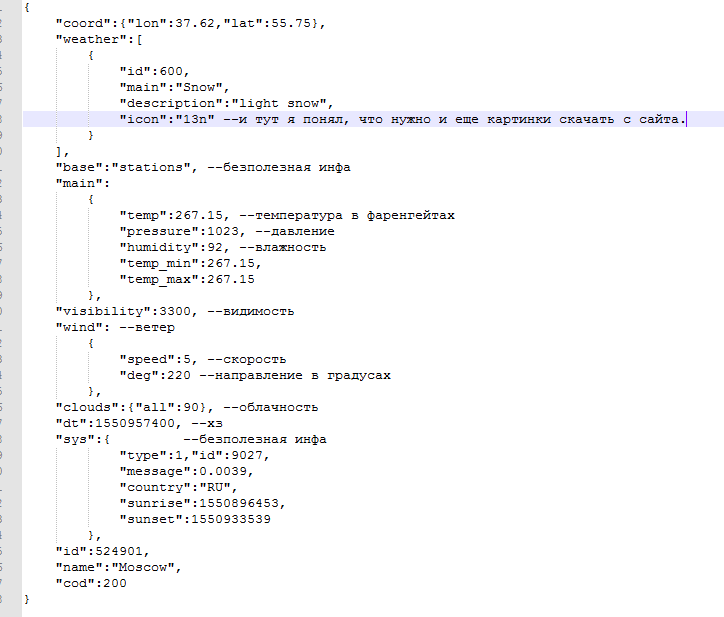 {
"coord":{"lon":37.62,"lat":55.75},
"weather":[
{
"id":600,
"main":"Snow",
"description":"light snow",
"icon":"13n" --и тут я понял, что нужно и еще картинки скачать с сайта.
}
],
"base":"stations", --безполезная инфа
"main":
{
"temp":267.15, --температура в фаренгейтах
"pressure":1023, --давление
"humidity":92, --влажность
"temp_min":267.15,
"temp_max":267.15
},
"visibility":3300, --видимость
"wind": --ветер
{
"speed":5, --скорость
"deg":220 --направление в градусах
},
"clouds":{"all":90}, --облачность
"dt":1550957400, --хз
"sys":{ --безполезная инфа
"type":1,"id":9027,
"message":0.0039,
"country":"RU",
"sunrise":1550896453,
"sunset":1550933539
},
"id":524901,
"name":"Moscow",
"cod":200
}